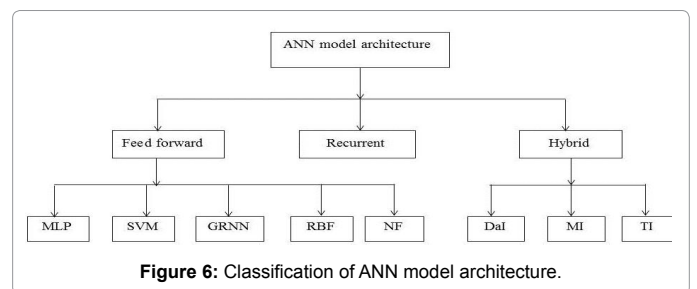 ANN model architecture
Feed forward Recurrent Hybrid
MLP SVM GRNN RBF NF DaI MI TI
Figure 6: Classification of ANN model architecture.